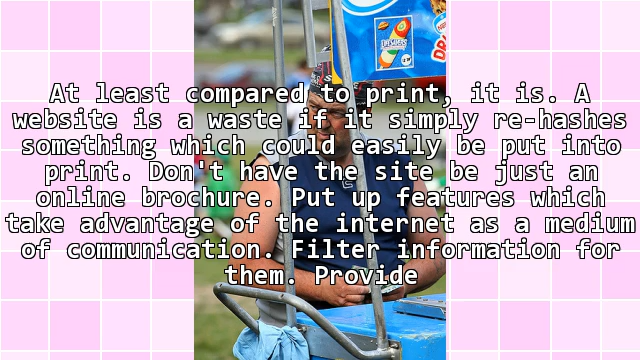 At least compared to print, it is. A
website is a waste if it simply re-hashes
something which could easily be put into
print. Don't have the site be just an
online brochure. Put up features which
take advantage of the internet as a medium
of communication. Filter information for
them. Provide